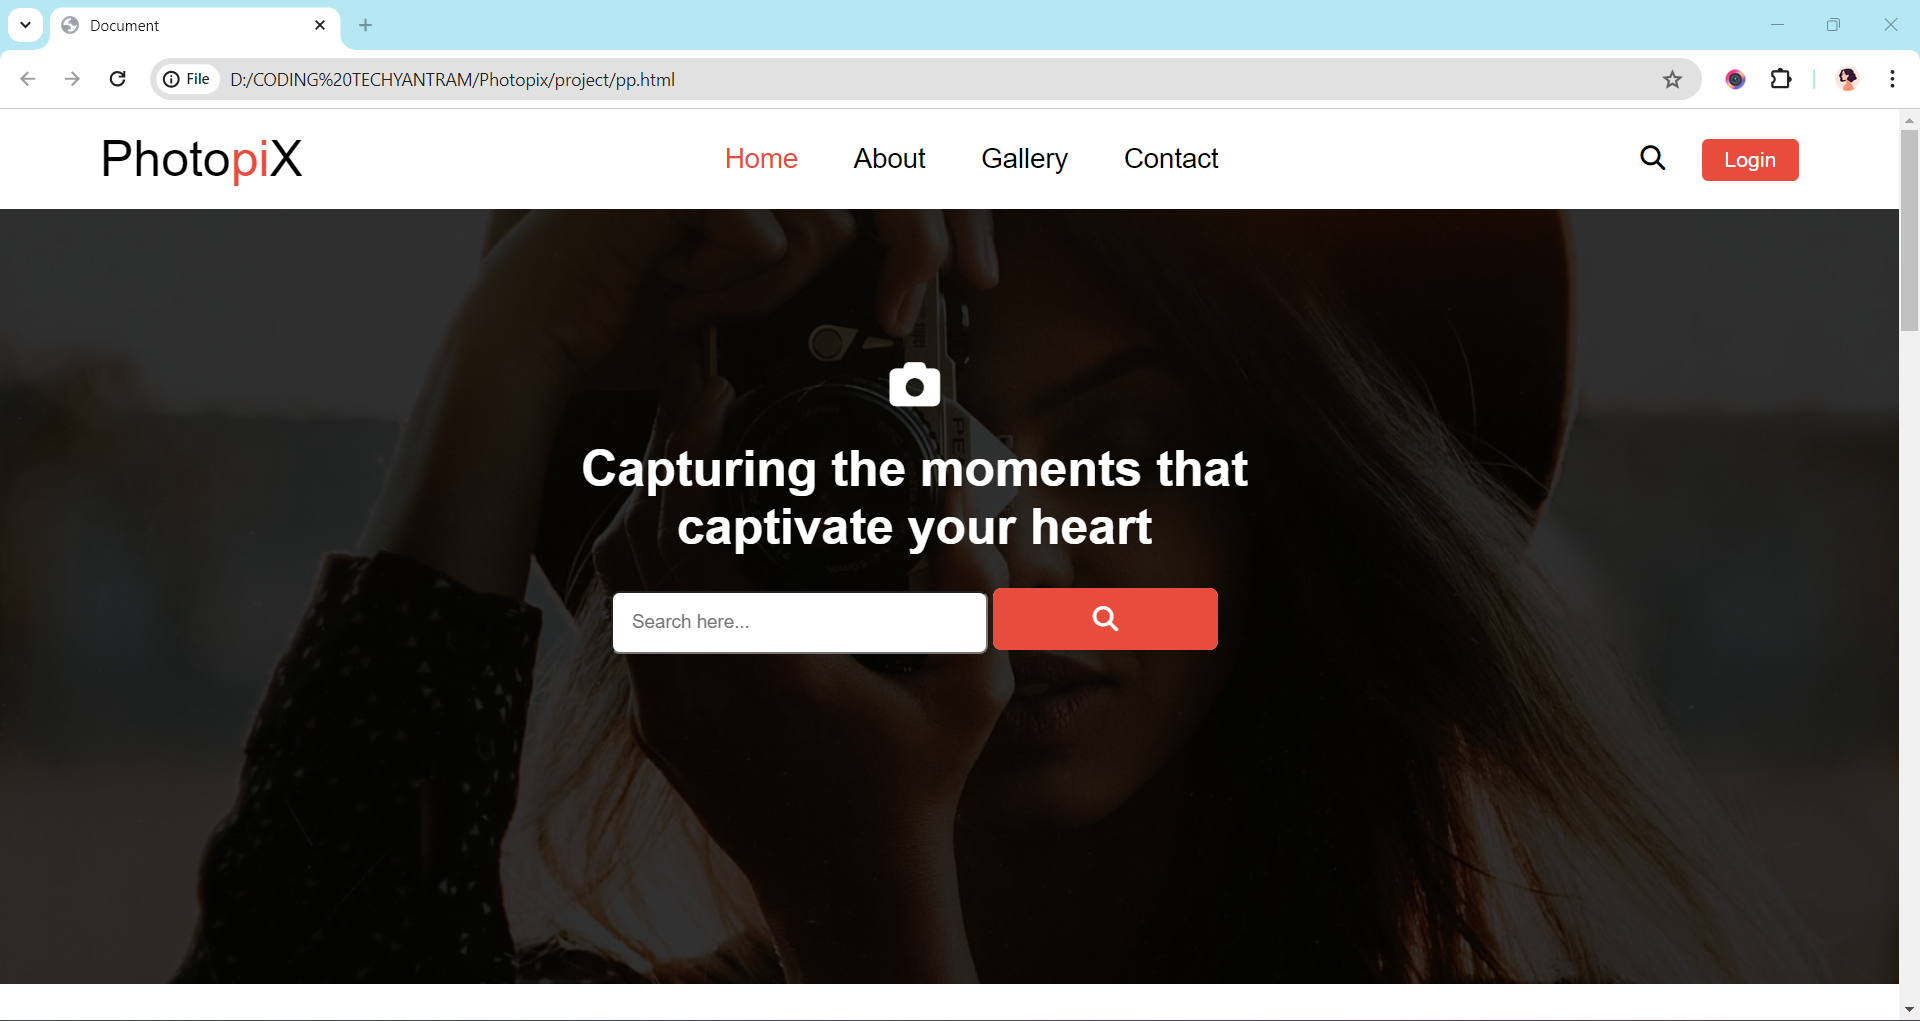 Document
File D:/CODING%20TECHYANTRAM/Photopix/project/pp.html
PhotopiX Home About Gallery Contact Login
Capturing the moments that
captivate your heart
Search here...